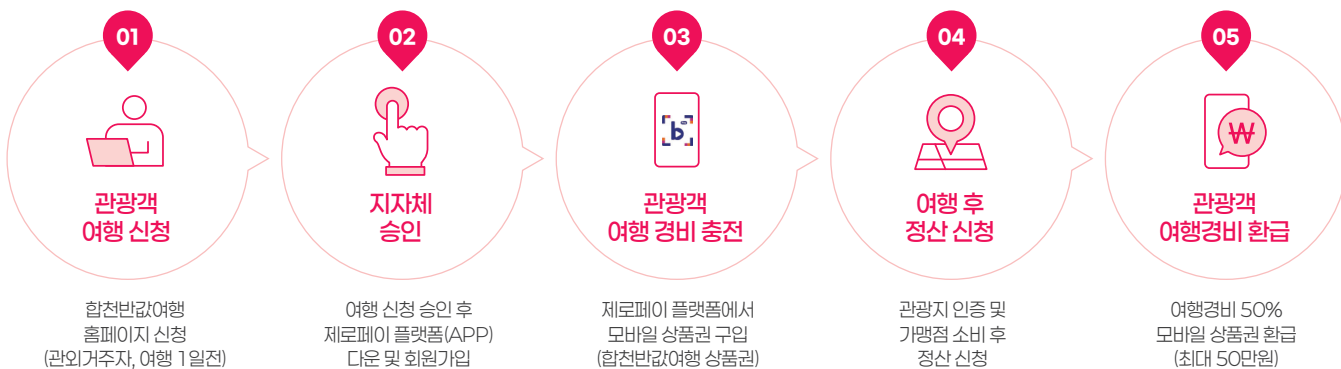 01
관광객
여행 신청
합천반값여행
홈페이지 신청
(관외거주자, 여행 1일전)
02
지자체
승인
여행 신청 승인 후
제로페이 플랫폼(APP)
다운 및 회원가입
03
b
관광객
여행 경비 충전
제로페이 플랫폼에서
모바일 상품권 구입
(합천반값여행 상품권)
04
여행 후
정산 신청
관광지 인증 및
가맹점 소비 후
정산 신청
05
₩
관광객
여행경비 환급
여행경비 50%
모바일 상품권 환급
(최대 50만원)